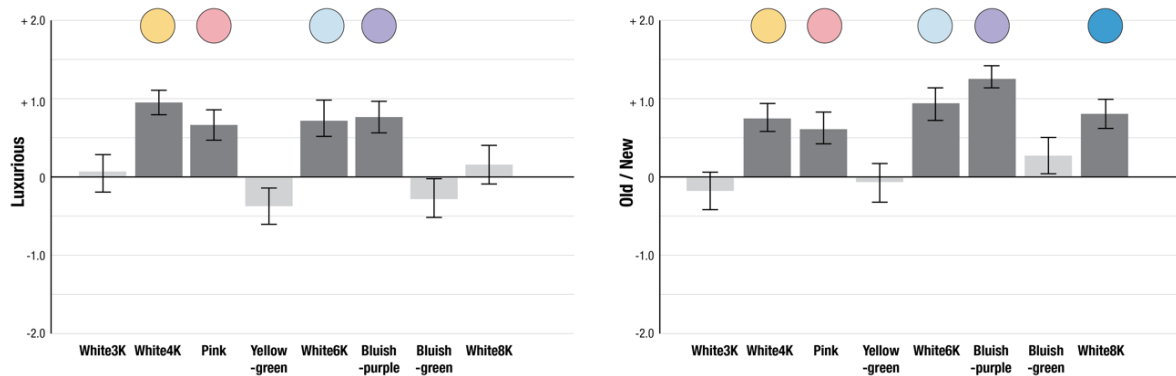 + 2.0
+ 1.0
0
-1.0
-2.0
Luxurious
White3K White4K Pink Yellow -green White6K Bluish -purple Bluish -green White8K
+ 2.0
+ 1.0
0
-1.0
-2.0
Old / New
White3K White4K Pink Yellow -green White6K Bluish -purple Bluish -green White8K